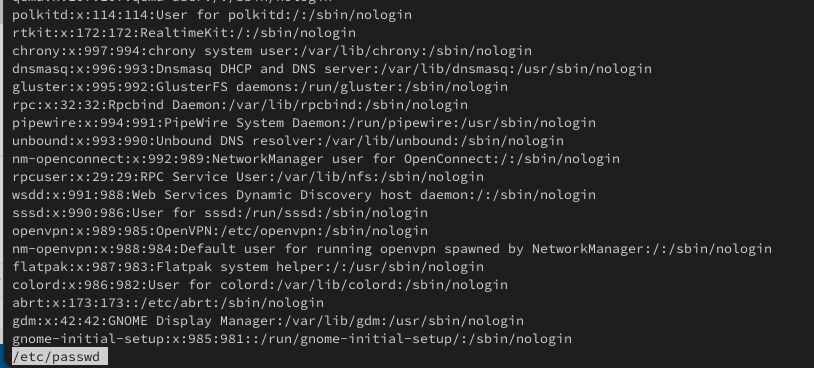 polkitd:x:114:114:User for polkitd:/:/sbin/nologin
rtkit:x:172:172:RealtimeKit:/:/sbin/nologin
chrony:x:997:994:chrony system user:/var/lib/chrony:/sbin/nologin
dnsmasq:x:996:993:Dnsmasq DHCP and DNS server:/var/lib/dnsmasq:/usr/sbin/nologin
gluster:x:995:992:GlusterFS daemons:/run/gluster:/sbin/nologin
rpc:x:32:32:Rpcbind Daemon:/var/lib/rpcbind:/sbin/nologin
pipewire:x:994:991:PipeWire System Daemon:/run/pipewire:/usr/sbin/nologin
unbound:x:993:990:Unbound DNS resolver:/var/lib/unbound:/sbin/nologin
nm-openconnect:x:992:989:NetworkManager user for OpenConnect:/:/sbin/nologin
rpcuser:x:29:29:RPC Service User:/var/lib/nfs:/sbin/nologin
wsdd:x:991:988:Web Services Dynamic Discovery host daemon:/:/sbin/nologin
sssd:x:990:986:User for sssd:/run/sssd:/sbin/nologin
openvpn:x:989:985:OpenVPN:/etc/openvpn:/sbin/nologin
nm-openvpn:x:988:984:Default user for running openvpn spawned by NetworkManager:/:/sbin/nologin
flatpak:x:987:983:Flatpak system helper:/:/usr/sbin/nologin
colord:x:986:982:User for colord:/var/lib/colord:/sbin/nologin
abrt:x:173:173::/etc/abrt:/sbin/nologin
gdm:x:42:42:GNOME Display Manager:/var/lib/gdm:/usr/sbin/nologin
gnome-initial-setup:x:985:981::/run/gnome-initial-setup/:/sbin/nologin
/etc/passwd